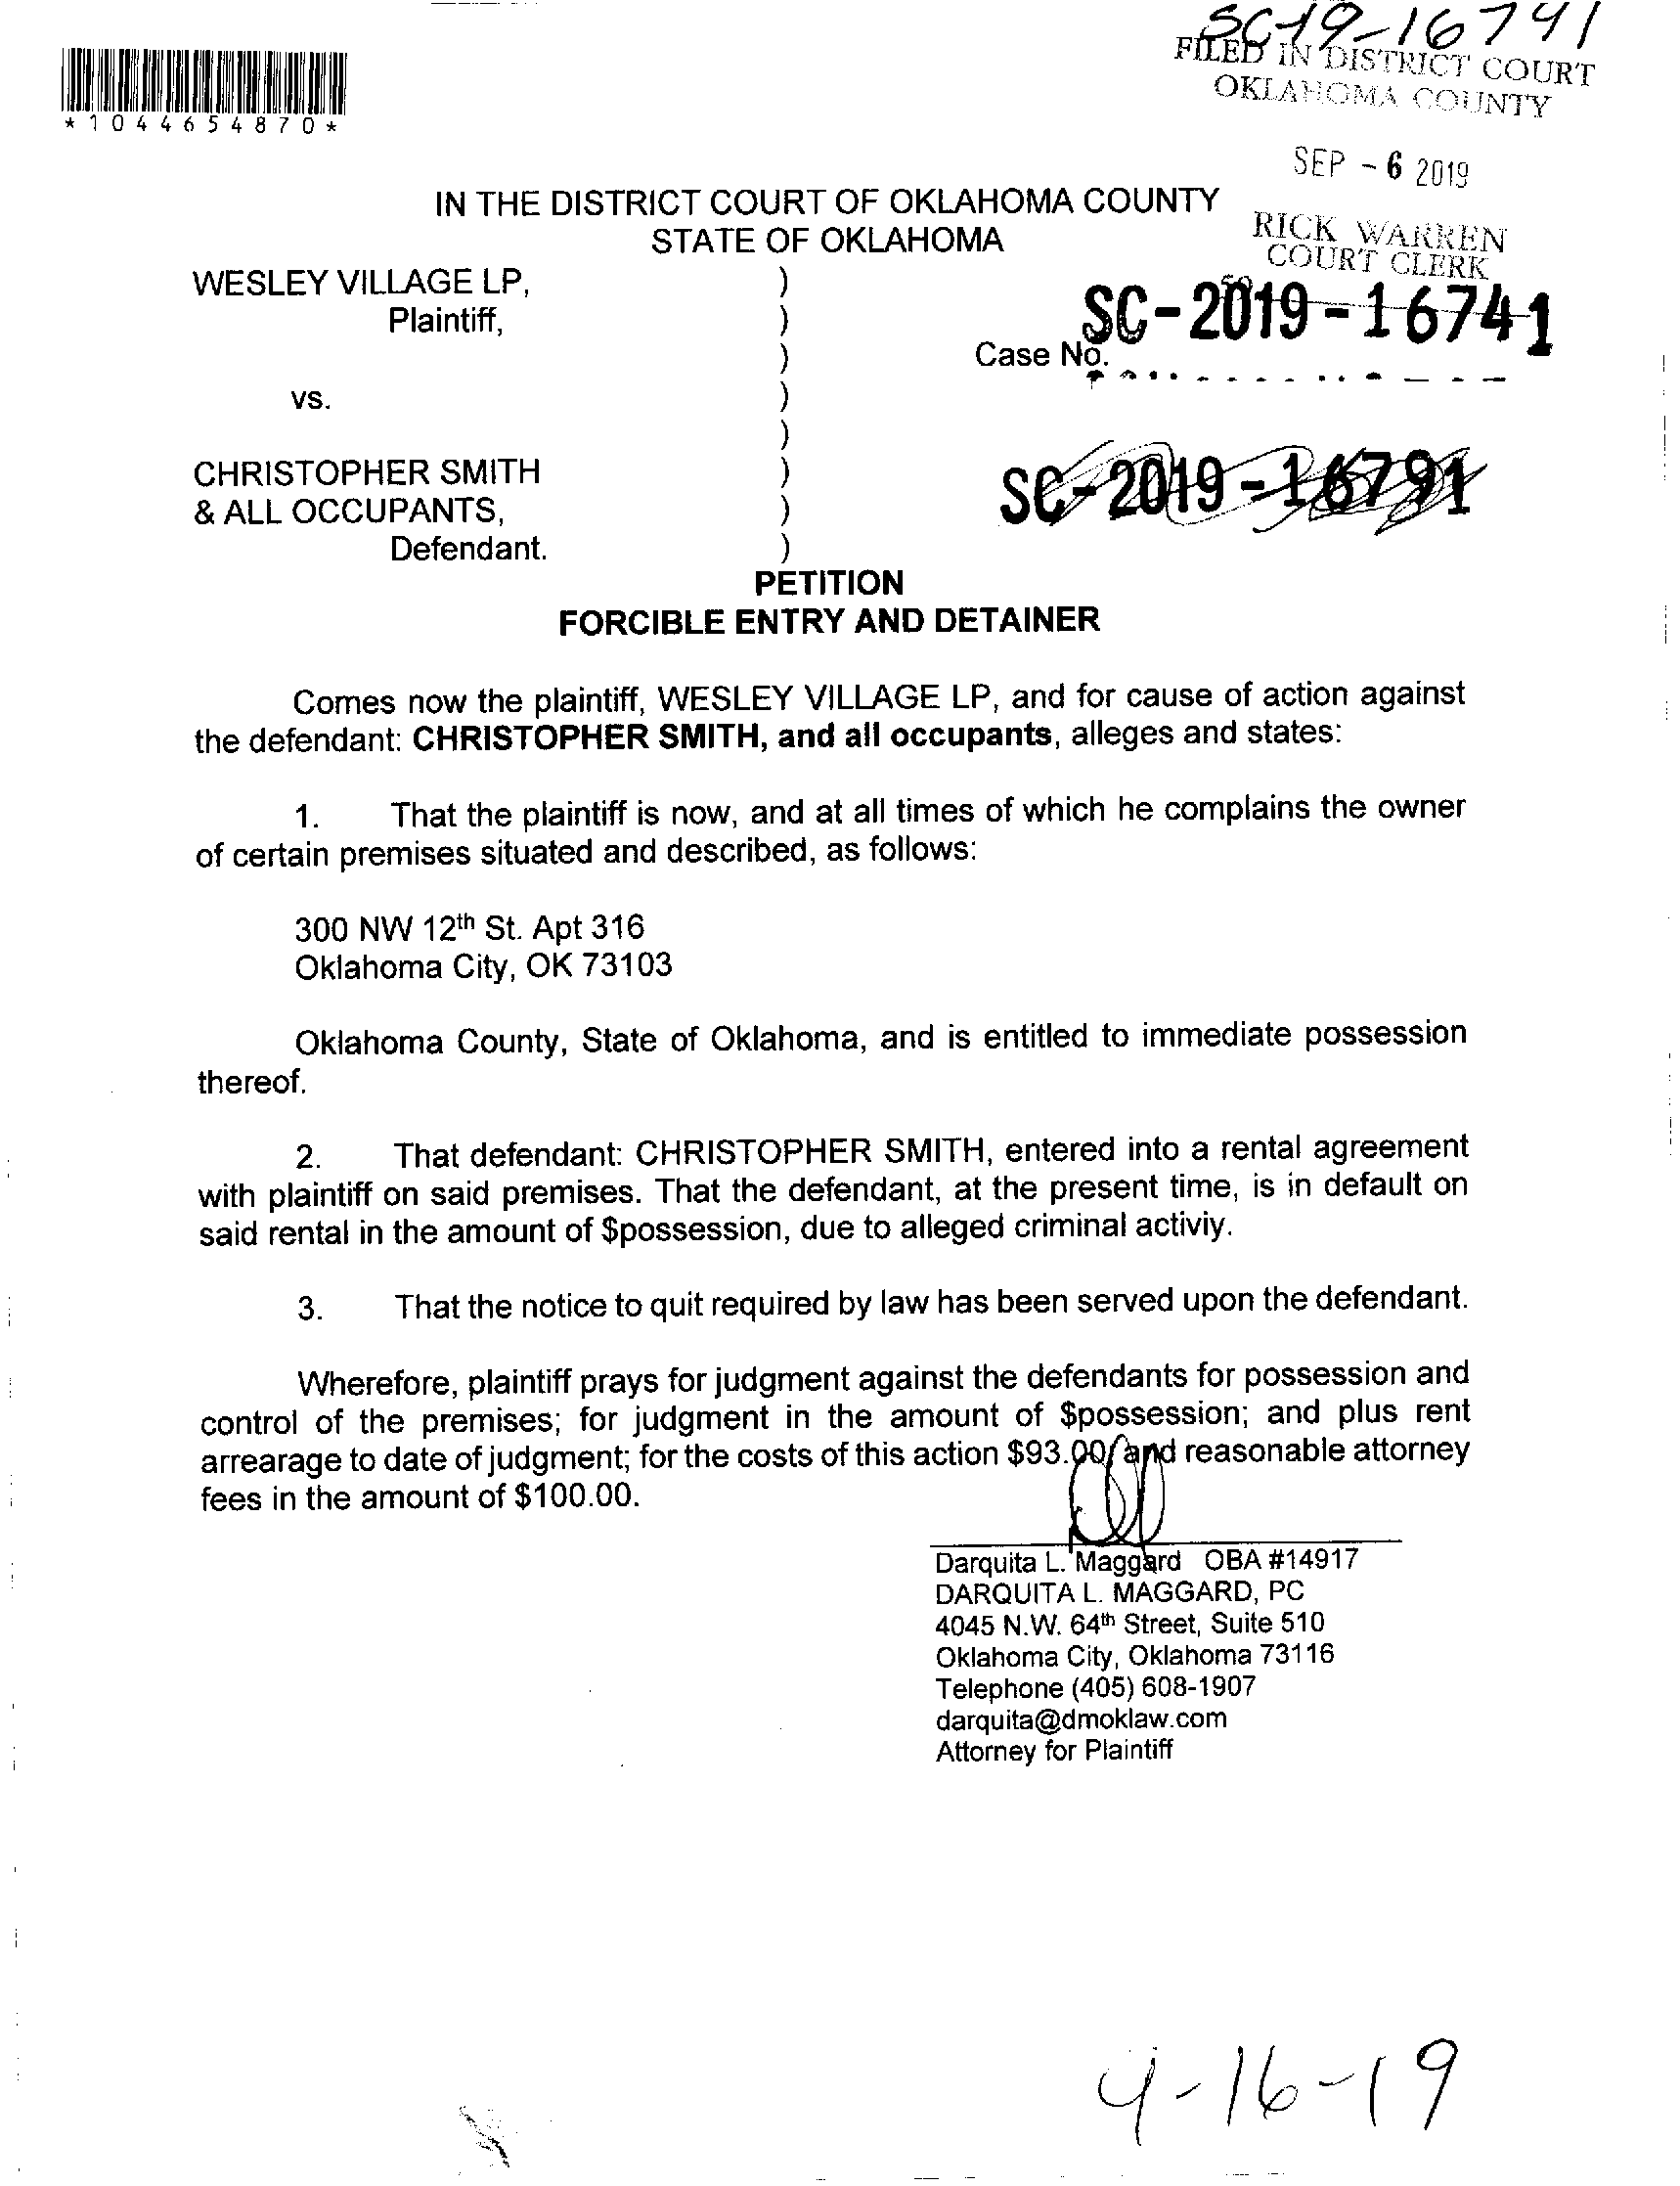 SC-19-16741
FILED IN DISTRICT COURT
OKLAHOMA COUNTY
*1044654870*
SEP - 6 2019
IN THE DISTRICT COURT OF OKLAHOMA COUNTY
STATE OF OKLAHOMA
RICK WARREN
COURT CLERK
WESLEY VILLAGE LP, )
Plaintiff, )
SC-2019-16741
) Case No.
vs. )
)
CHRISTOPHER SMITH )
SC-2019-16791
& ALL OCCUPANTS, )
Defendant. )
PETITION
FORCIBLE ENTRY AND DETAINER
Comes now the plaintiff, WESLEY VILLAGE LP, and for cause of action against
the defendant: CHRISTOPHER SMITH, and all occupants, alleges and states:
1. That the plaintiff is now, and at all times of which he complains the owner
of certain premises situated and described, as follows:
300 NW 12th St. Apt 316
Oklahoma City, OK 73103
Oklahoma County, State of Oklahoma, and is entitled to immediate possession
thereof.
2. That defendant: CHRISTOPHER SMITH, entered into a rental agreement
with plaintiff on said premises. That the defendant, at the present time, is in default on
said rental in the amount of $possession, due to alleged criminal activiy.
3. That the notice to quit required by law has been served upon the defendant.
Wherefore, plaintiff prays for judgment against the defendants for possession and
control of the premises; for judgment in the amount of $possession; and plus rent
arrearage to date of judgment; for the costs of this action $93.00, and reasonable attorney
fees in the amount of $100.00.
Darquita L. Maggard OBA #14917
DARQUITA L. MAGGARD, PC
4045 N.W. 64th Street, Suite 510
Oklahoma City, Oklahoma 73116
Telephone (405) 608-1907
darquita@dmoklaw.com
Attorney for Plaintiff
4-16-19